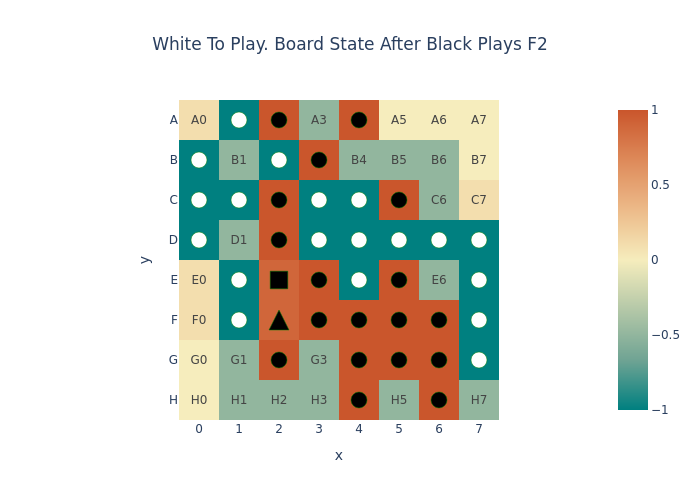 White To Play. Board State After Black Plays F2
A A0 A3 A5 A6 A7
B B1 B4 B5 B6 B7
C C6 C7
D D1
E E0 E6
F F0
G G0 G1 G3
H H0 H1 H2 H3 H5 H7
0 1 2 3 4 5 6 7
x
y
1
0.5
0
−0.5
−1